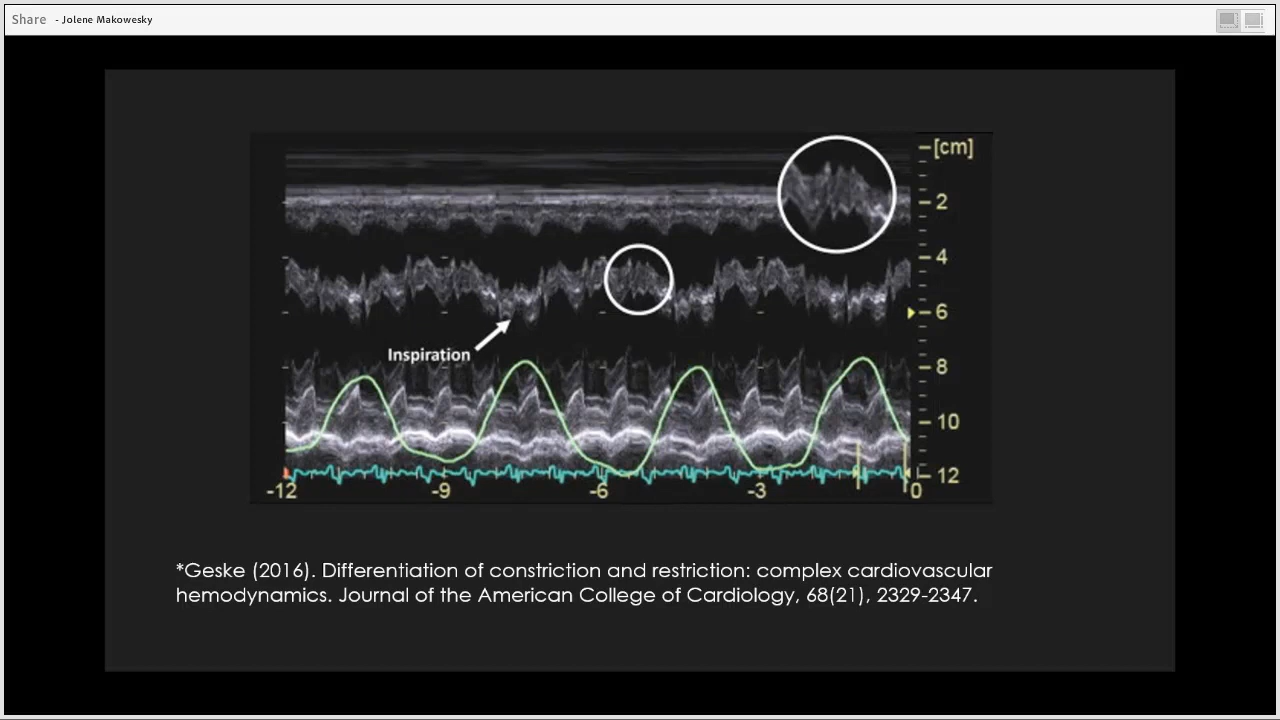 Share - Jolene Makowesky
[cm]
2
4
6
Inspiration
8
10
12
-12 -9 -6 -3 0
*Geske (2016). Differentiation of constriction and restriction: complex cardiovascular
hemodynamics. Journal of the American College of Cardiology, 68(21), 2329-2347.